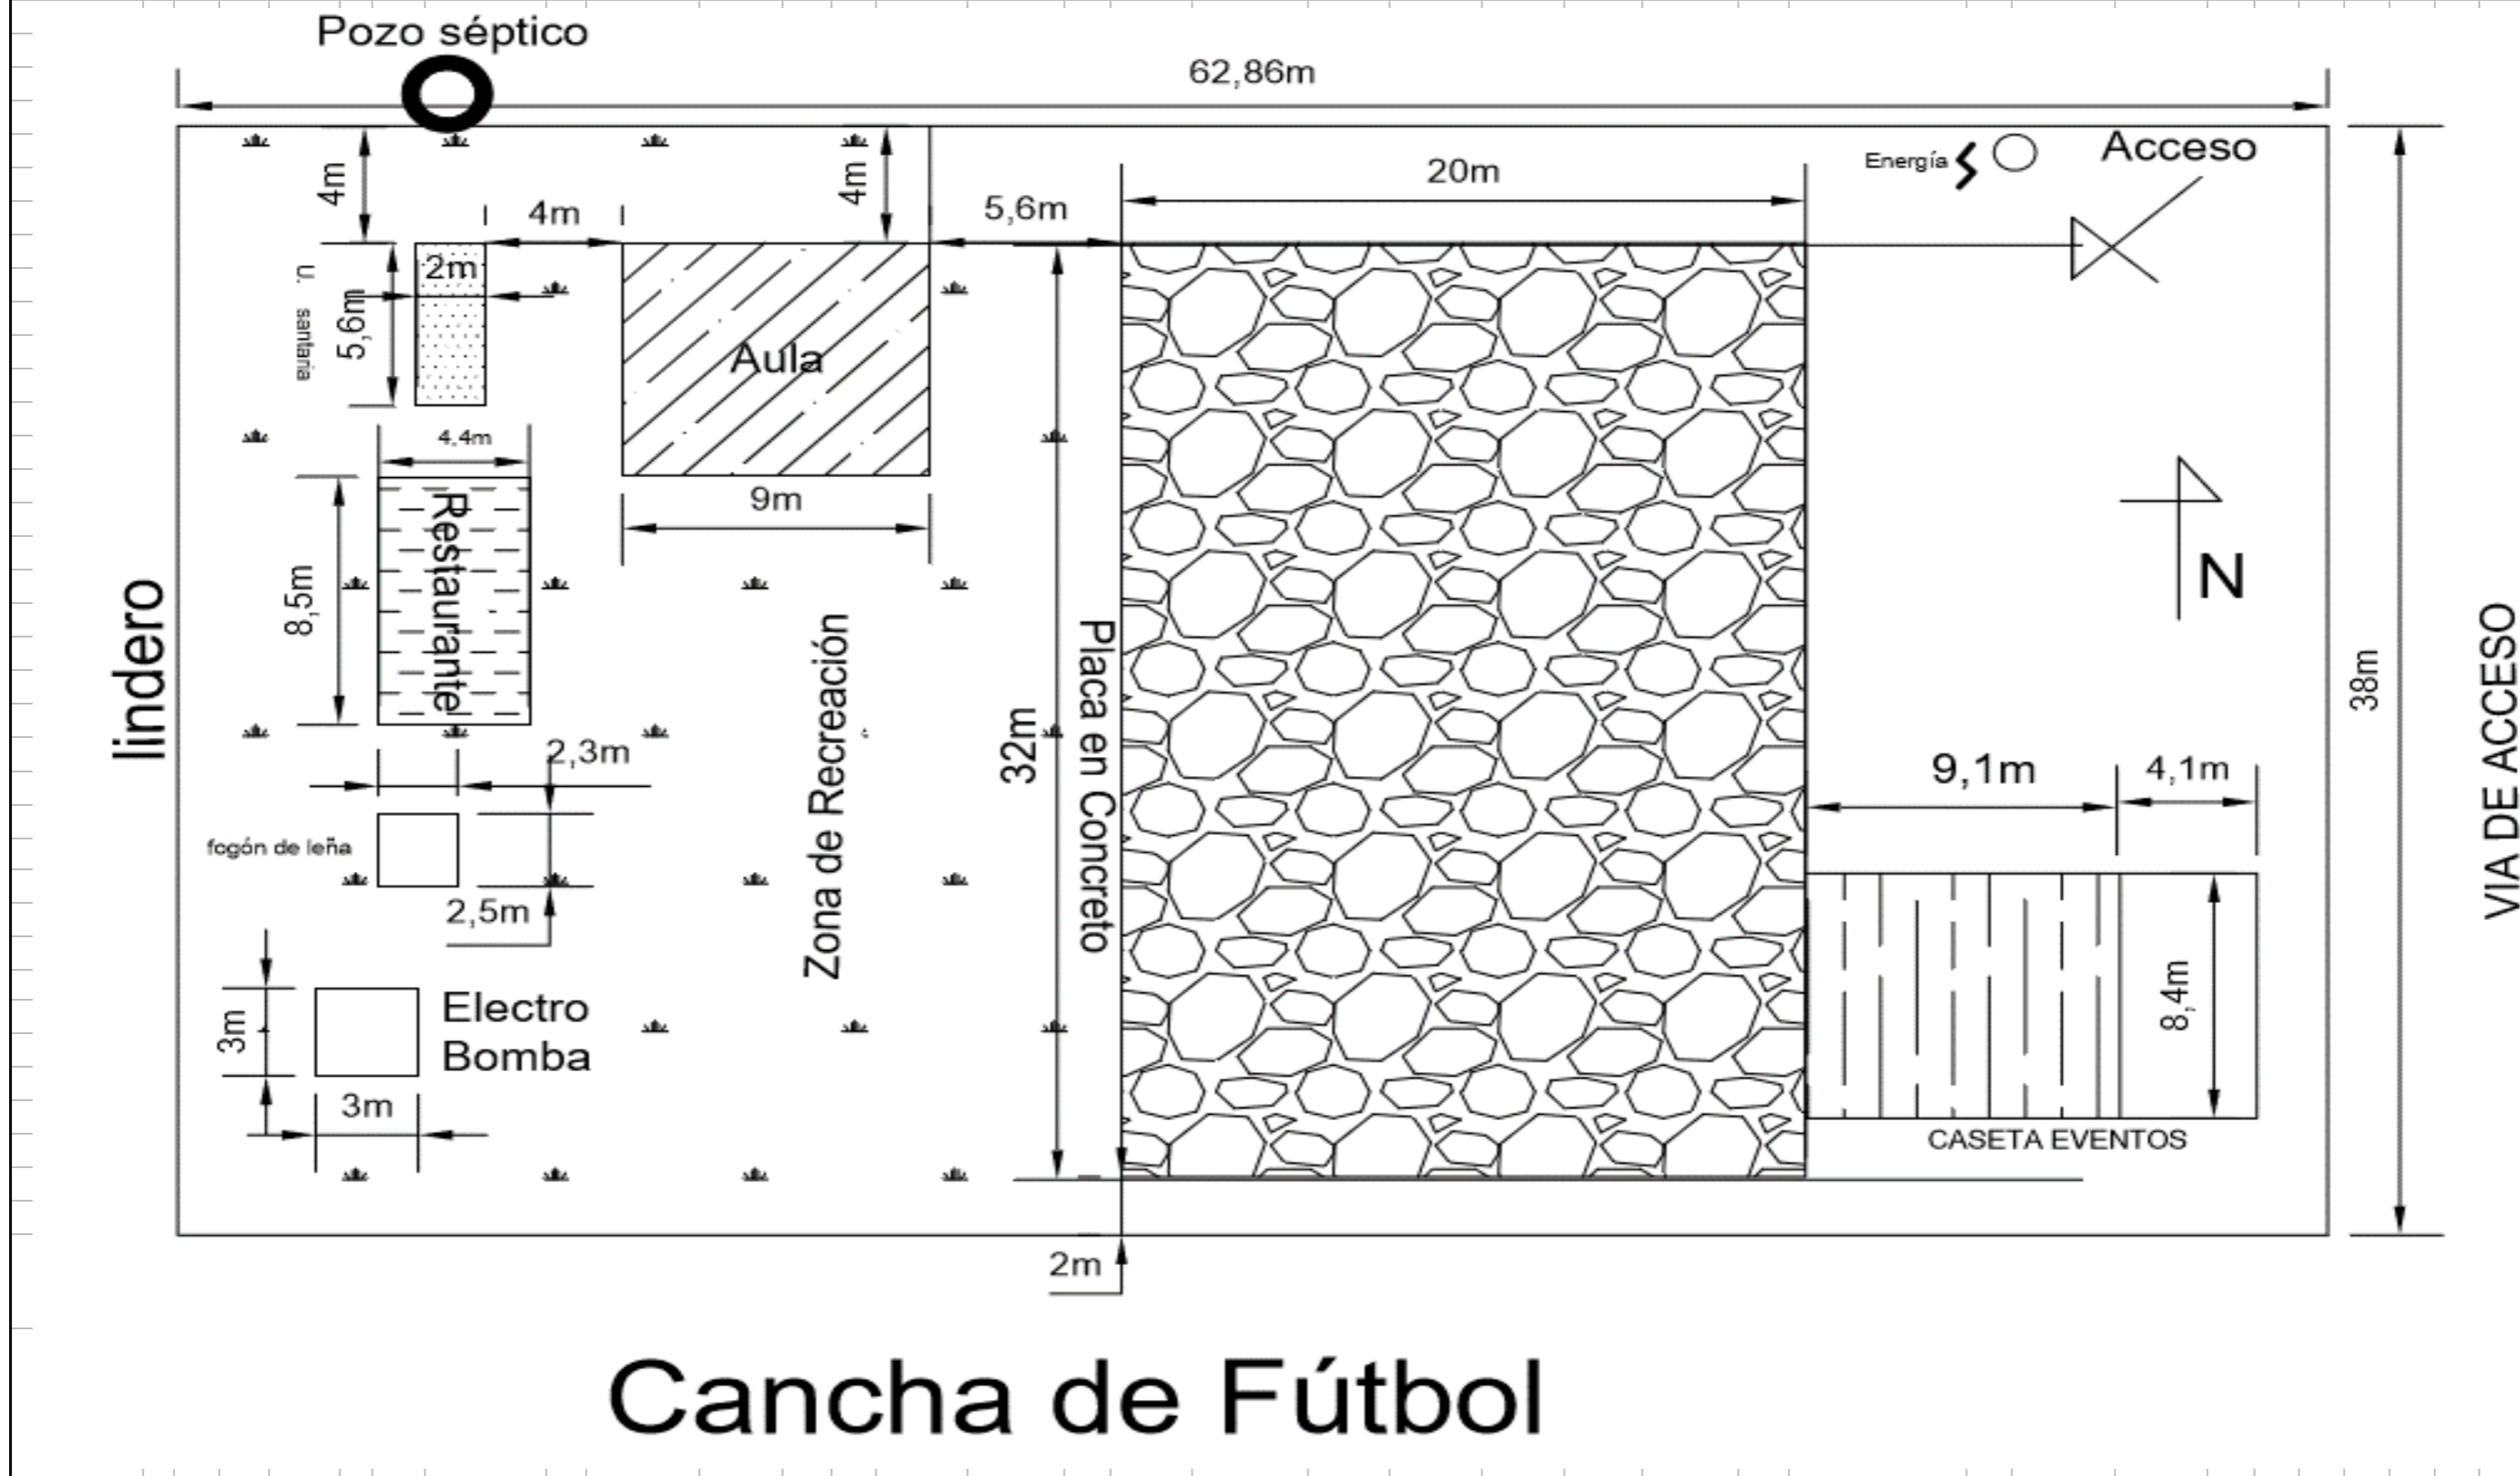 Pozo séptico
62,86m
4m
4m
4m
5,6m
20m
Energía
Acceso
2m
U. santaria
5,6m
Aula
4,4m
9m
Restaurante
8,5m
lindero
N
Zona de Recreación
32m
Placa en Concreto
38m
VIA DE ACCESO
2,3m
9,1m
4,1m
fogón de leña
2,5m
8,4m
Electro
Bomba
3m
3m
CASETA EVENTOS
2m
Cancha de Fútbol